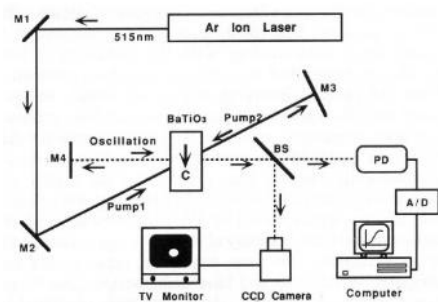 M1
Ar Ion Laser
515nm
M3
BaTiO3
Pump2
Oscillation
BS
M4
C
PD
Pump1
A/D
M2
TV Monitor
CCD Camera
Computer